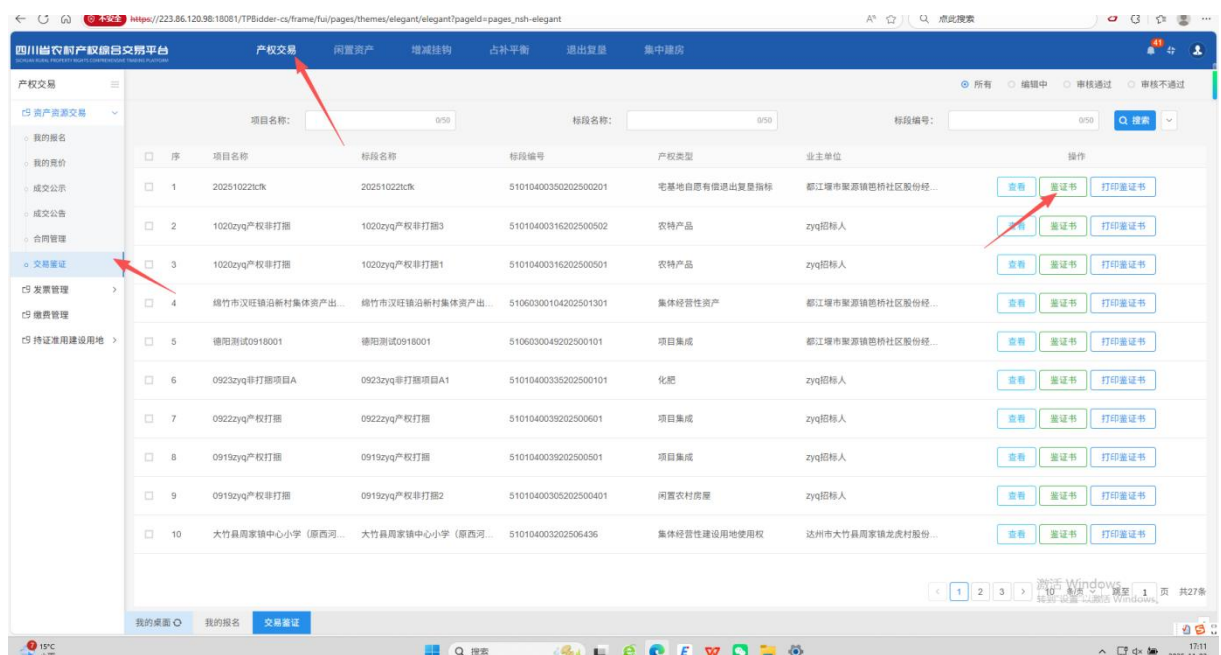 不安全 https://223.86.120.98:18081/TPBidder-cs/frame/fui/pages/themes/elegant/elegant?pageId=pages_nsh-elegant 点此搜索
四川省农村产权综合交易平台 产权交易 闲置资产 增减挂钩 占补平衡 退出复垦 集中建房 41
SICHUAN RURAL PROPERTY RIGHTS COMPREHENSIVE TRADING PLATFORM
产权交易 所有 编辑中 审核通过 审核不通过
资产资源交易
我的报名
我的竞价
成交公示
成交公告
合同管理
交易鉴证
发票管理
缴费管理
持证准用建设用地
项目名称: 0/50 标段名称: 0/50 标段编号: 0/50 搜索
序 项目名称 标段名称 标段编号 产权类型 业主单位 操作
1 20251022tcfk 20251022tcfk 51010400350202500201 宅基地自愿有偿退出复垦指标 都江堰市聚源镇笆桥社区股份经... 查看 鉴证书 打印鉴证书
2 1020zyq产权非打捆 1020zyq产权非打捆3 51010400316202500502 农特产品 zyq招标人 查看 鉴证书 打印鉴证书
3 1020zyq产权非打捆 1020zyq产权非打捆1 51010400316202500501 农特产品 zyq招标人 查看 鉴证书 打印鉴证书
4 绵竹市汉旺镇沿新村集体资产出... 绵竹市汉旺镇沿新村集体资产出... 51060300104202501301 集体经营性资产 都江堰市聚源镇笆桥社区股份经... 查看 鉴证书 打印鉴证书
5 德阳测试0918001 德阳测试0918001 5106030049202500101 项目集成 都江堰市聚源镇笆桥社区股份经... 查看 鉴证书 打印鉴证书
6 0923zyq非打捆项目A 0923zyq非打捆项目A1 51010400335202500101 化肥 zyq招标人 查看 鉴证书 打印鉴证书
7 0922zyq产权打捆 0922zyq产权打捆 5101040039202500601 项目集成 zyq招标人 查看 鉴证书 打印鉴证书
8 0919zyq产权打捆 0919zyq产权打捆 5101040039202500501 项目集成 zyq招标人 查看 鉴证书 打印鉴证书
9 0919zyq产权非打捆 0919zyq产权非打捆2 51010400305202500401 闲置农村房屋 zyq招标人 查看 鉴证书 打印鉴证书
10 大竹县周家镇中心小学（原西河... 大竹县周家镇中心小学（原西河... 510104003202506436 集体经营性建设用地使用权 达州市大竹县周家镇龙虎村股份... 查看 鉴证书 打印鉴证书
激活 Windows
1 2 3 10 条/页 跳至 1 页 共27条
转到"设置"以激活 Windows。
我的桌面 我的报名 交易鉴证
15°C 搜索 17:11